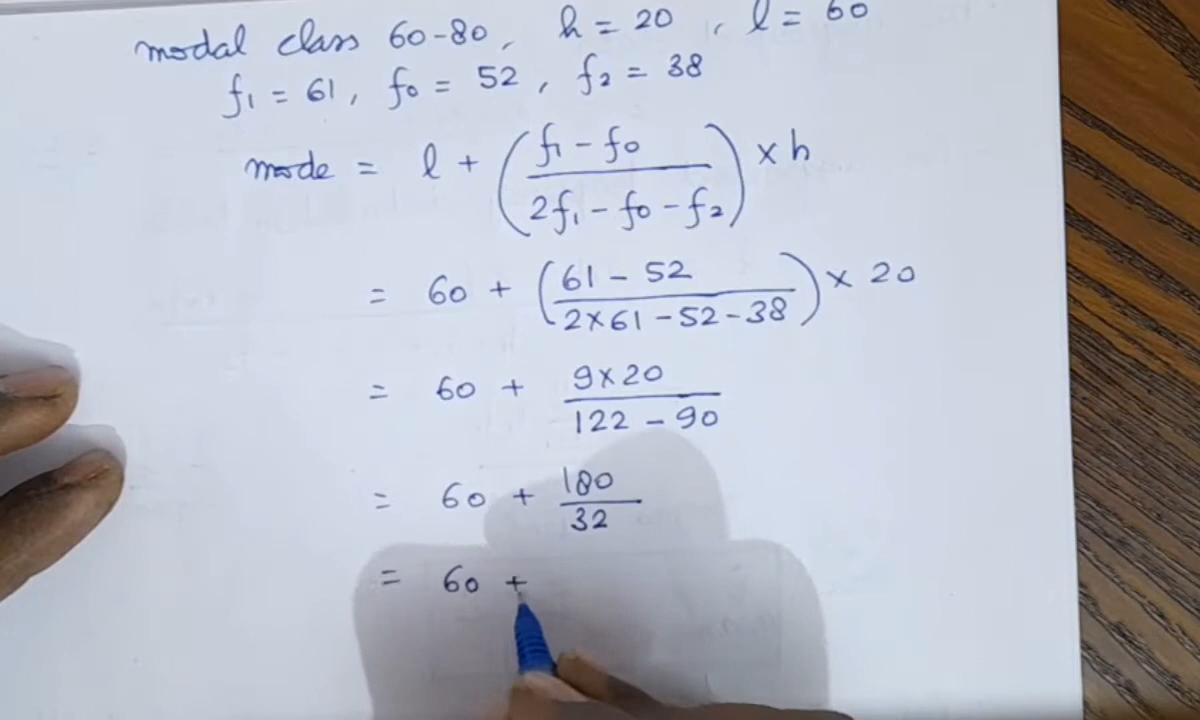 modal class 60-80, h = 20, l = 60
f₁ = 61, f₀ = 52, f₂ = 38
mode = l + (f₁ - f₀ / 2f₁ - f₀ - f₂) × h
= 60 + (61 - 52 / 2×61 - 52 - 38) × 20
= 60 + 9×20 / 122 - 90
= 60 + 180 / 32
= 60 +